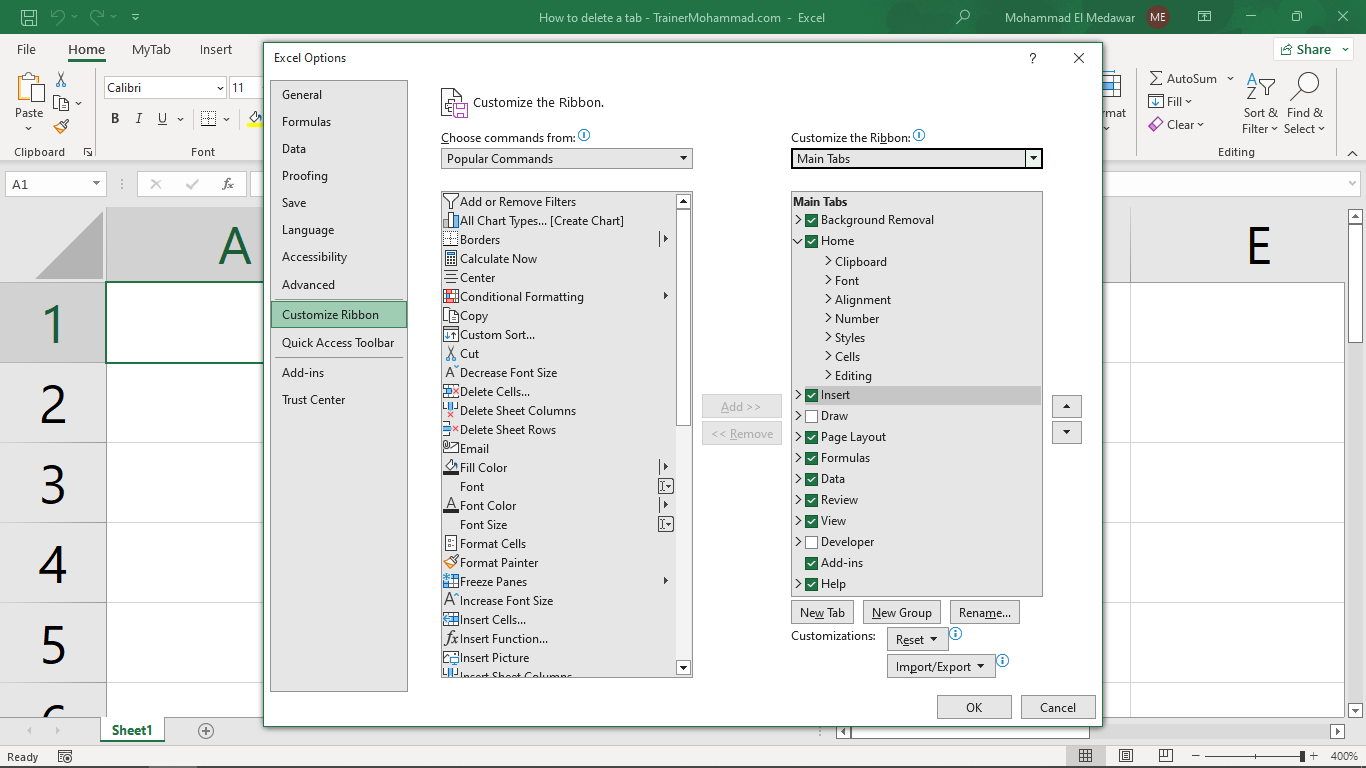 How to delete a tab - TrainerMohammad.com - Excel
Mohammad El Medawar ME
File Home MyTab Insert
Share
Paste
Clipboard
Calibri 11
B I U
Font
AutoSum
Fill
Clear
Sort & Filter
Find & Select
Editing
A1
fx
A E
1
2
3
4
5
Excel Options
?
General
Formulas
Data
Proofing
Save
Language
Accessibility
Advanced
Customize Ribbon
Quick Access Toolbar
Add-ins
Trust Center
Customize the Ribbon.
Choose commands from:
Popular Commands
Add or Remove Filters
All Chart Types... [Create Chart]
Borders
Calculate Now
Center
Conditional Formatting
Copy
Custom Sort...
Cut
Decrease Font Size
Delete Cells...
Delete Sheet Columns
Delete Sheet Rows
Email
Fill Color
Font
Font Color
Font Size
Format Cells
Format Painter
Freeze Panes
Increase Font Size
Insert Cells...
Insert Function...
Insert Picture
Insert Sheet Columns
Add >>
<< Remove
Customize the Ribbon:
Main Tabs
Main Tabs
Background Removal
Home
Clipboard
Font
Alignment
Number
Styles
Cells
Editing
Insert
Draw
Page Layout
Formulas
Data
Review
View
Developer
Add-ins
Help
New Tab New Group Rename...
Customizations: Reset
Import/Export
OK Cancel
Sheet1
Ready
400%